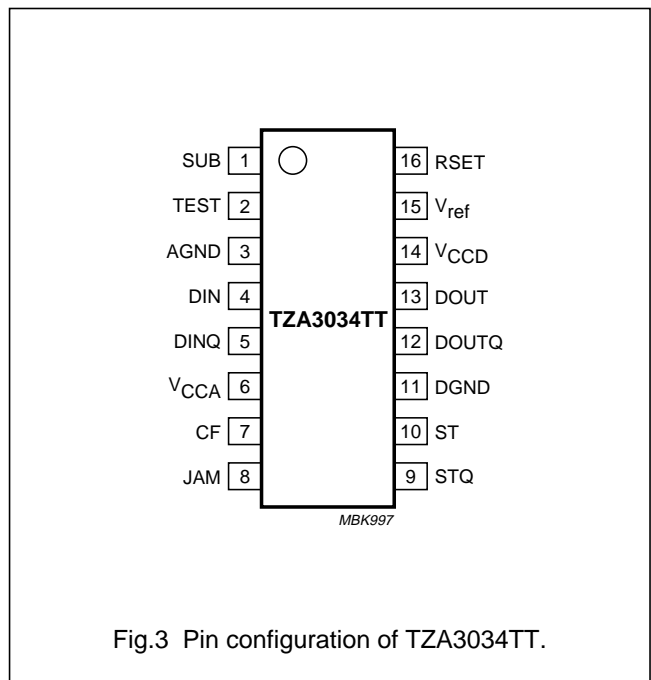 SUB 1 16 RSET
TEST 2 15 Vref
AGND 3 14 VCCD
DIN 4 13 DOUT
TZA3034TT
DINQ 5 12 DOUTQ
VCCA 6 11 DGND
CF 7 10 ST
JAM 8 9 STQ
MBK997
Fig.3 Pin configuration of TZA3034TT.